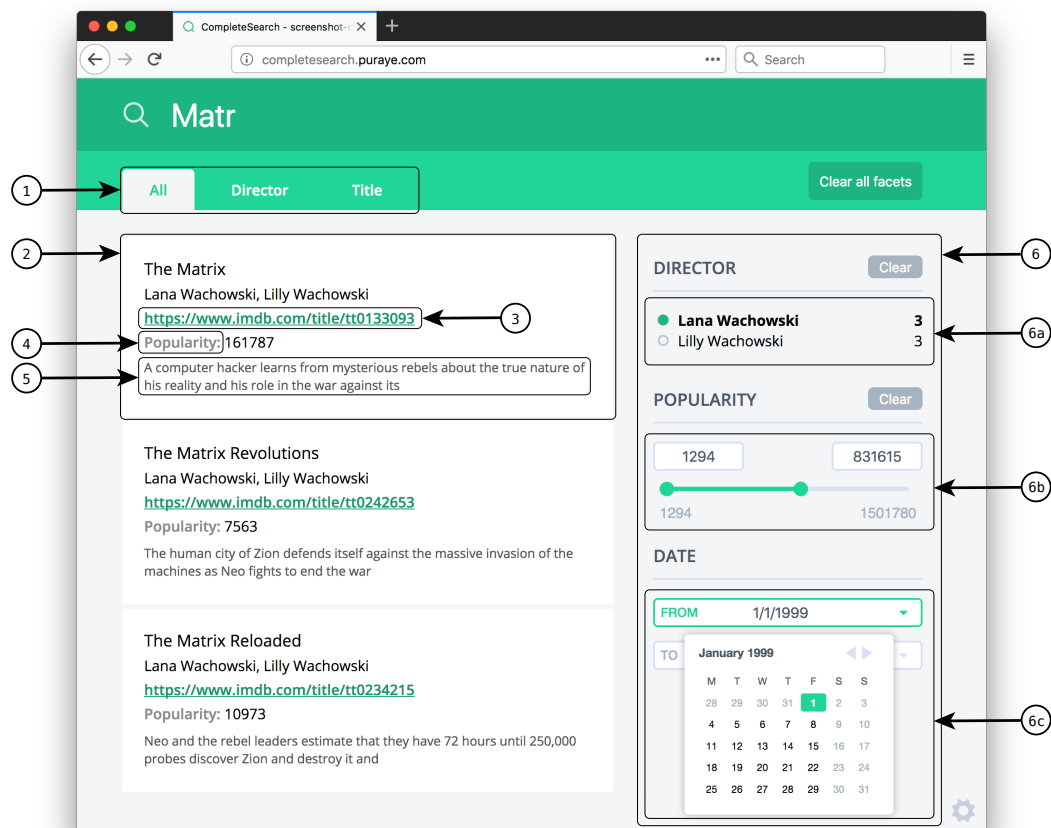 CompleteSearch - screenshot-
completesearch.puraye.com
Search
Matr
1
All Director Title
Clear all facets
2
The Matrix
Lana Wachowski, Lilly Wachowski
https://www.imdb.com/title/tt0133093
3
4
Popularity: 161787
5
A computer hacker learns from mysterious rebels about the true nature of
his reality and his role in the war against its
The Matrix Revolutions
Lana Wachowski, Lilly Wachowski
https://www.imdb.com/title/tt0242653
Popularity: 7563
The human city of Zion defends itself against the massive invasion of the
machines as Neo fights to end the war
The Matrix Reloaded
Lana Wachowski, Lilly Wachowski
https://www.imdb.com/title/tt0234215
Popularity: 10973
Neo and the rebel leaders estimate that they have 72 hours until 250,000
probes discover Zion and destroy it and
6
DIRECTOR Clear
Lana Wachowski 3
Lilly Wachowski 3
6a
POPULARITY Clear
1294 831615
6b
1294 1501780
DATE
FROM 1/1/1999
TO
January 1999
M T W T F S S
28 29 30 31 1 2 3
4 5 6 7 8 9 10
11 12 13 14 15 16 17
18 19 20 21 22 23 24
25 26 27 28 29 30 31
6c